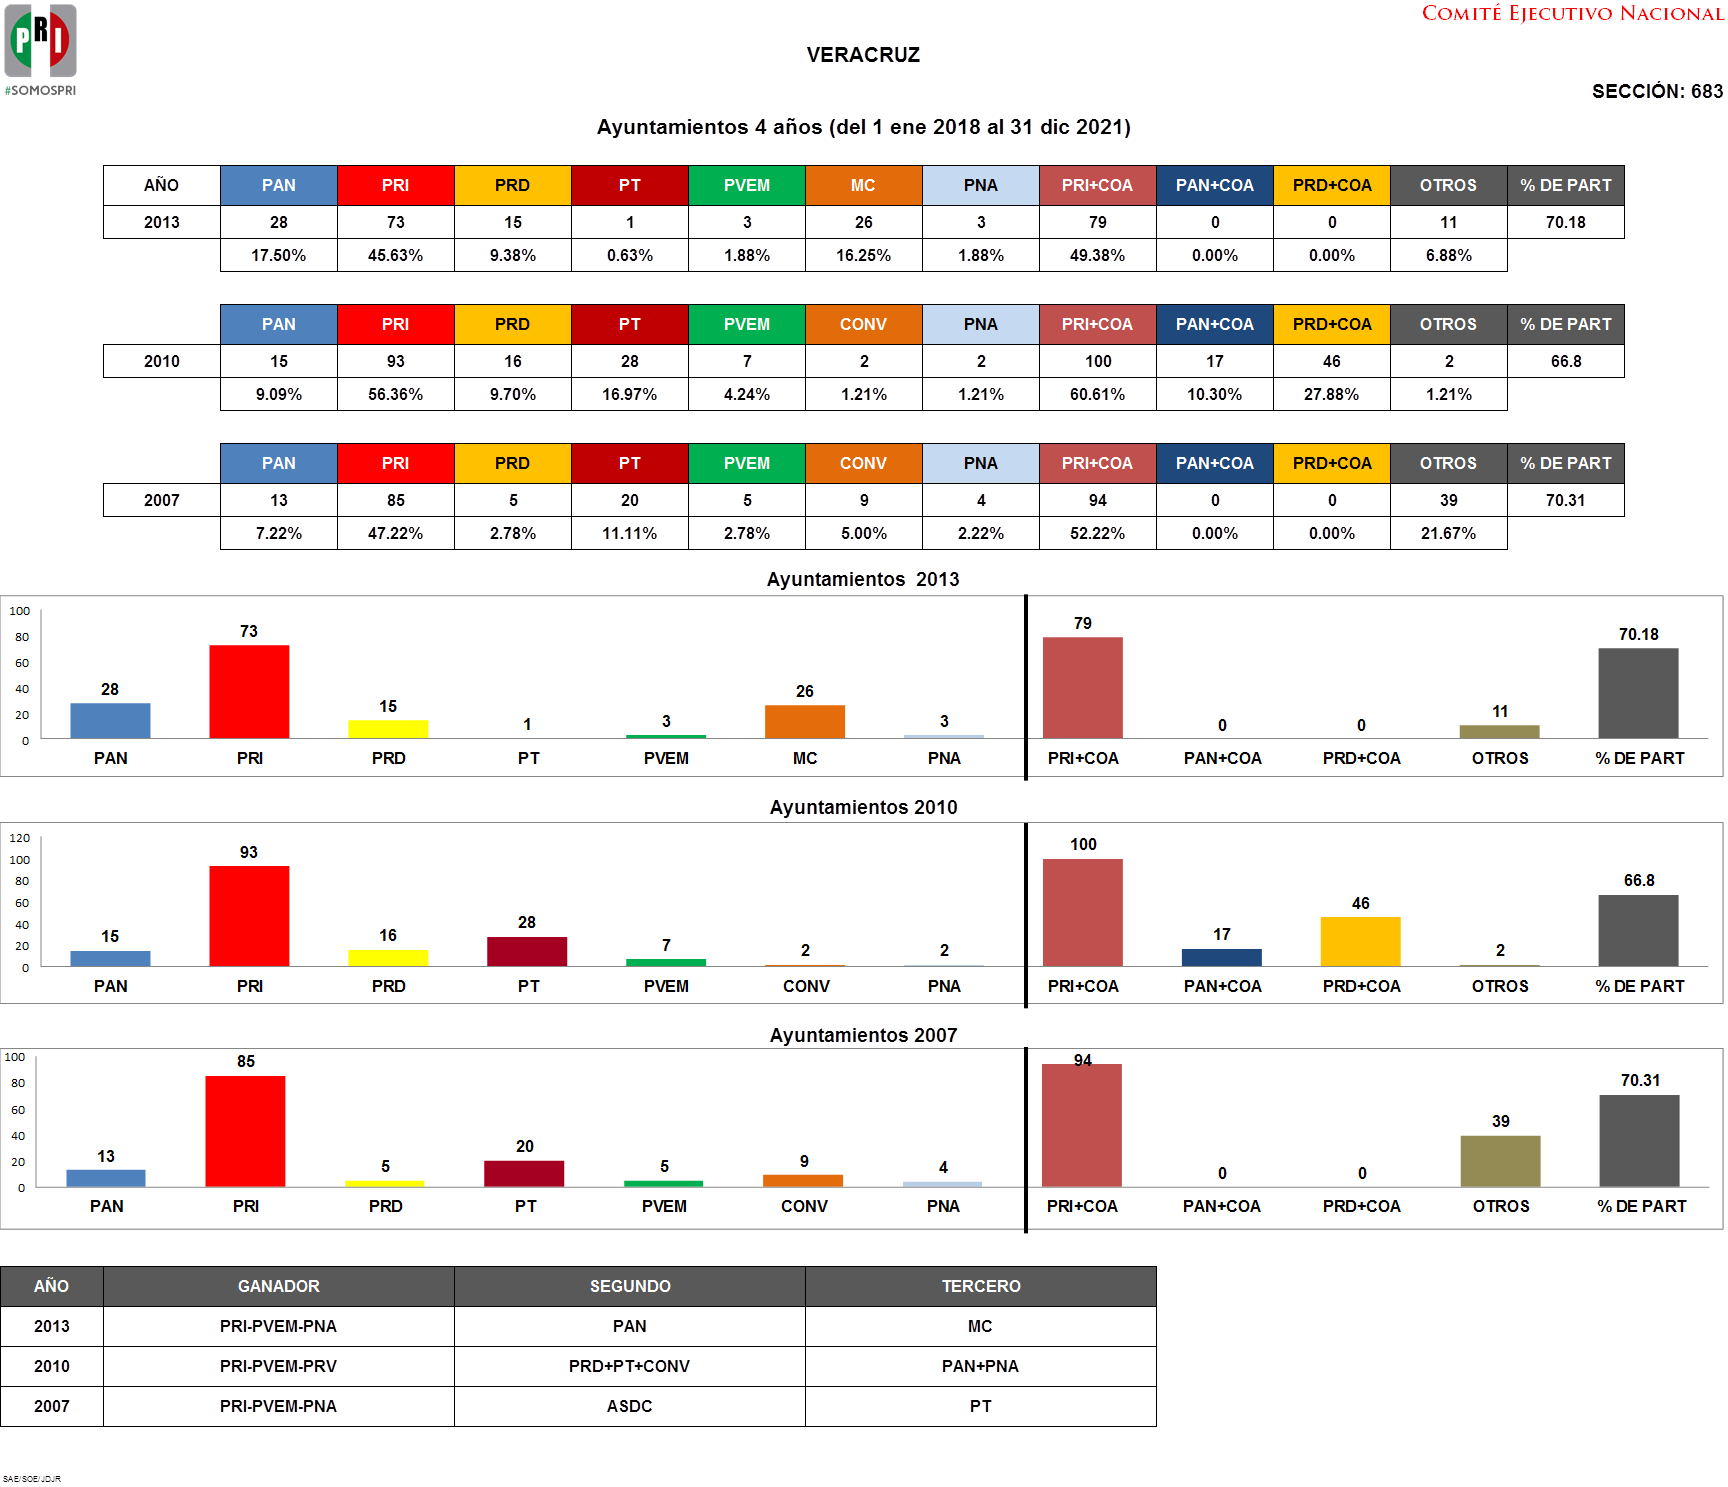 PRI
#SOMOSPRI
COMITÉ EJECUTIVO NACIONAL
VERACRUZ
SECCIÓN: 683
Ayuntamientos 4 años (del 1 ene 2018 al 31 dic 2021)
AÑO PAN PRI PRD PT PVEM MC PNA PRI+COA PAN+COA PRD+COA OTROS % DE PART
2013 28 73 15 1 3 26 3 79 0 0 11 70.18
17.50% 45.63% 9.38% 0.63% 1.88% 16.25% 1.88% 49.38% 0.00% 0.00% 6.88%
PAN PRI PRD PT PVEM CONV PNA PRI+COA PAN+COA PRD+COA OTROS % DE PART
2010 15 93 16 28 7 2 2 100 17 46 2 66.8
9.09% 56.36% 9.70% 16.97% 4.24% 1.21% 1.21% 60.61% 10.30% 27.88% 1.21%
PAN PRI PRD PT PVEM CONV PNA PRI+COA PAN+COA PRD+COA OTROS % DE PART
2007 13 85 5 20 5 9 4 94 0 0 39 70.31
7.22% 47.22% 2.78% 11.11% 2.78% 5.00% 2.22% 52.22% 0.00% 0.00% 21.67%
Ayuntamientos 2013
100
80
60
40
20
0
28 73 15 1 3 26 3 79 0 0 11 70.18
PAN PRI PRD PT PVEM MC PNA PRI+COA PAN+COA PRD+COA OTROS % DE PART
Ayuntamientos 2010
120
100
80
60
40
20
0
15 93 16 28 7 2 2 100 17 46 2 66.8
PAN PRI PRD PT PVEM CONV PNA PRI+COA PAN+COA PRD+COA OTROS % DE PART
Ayuntamientos 2007
100
80
60
40
20
0
13 85 5 20 5 9 4 94 0 0 39 70.31
PAN PRI PRD PT PVEM CONV PNA PRI+COA PAN+COA PRD+COA OTROS % DE PART
AÑO GANADOR SEGUNDO TERCERO
2013 PRI-PVEM-PNA PAN MC
2010 PRI-PVEM-PRV PRD+PT+CONV PAN+PNA
2007 PRI-PVEM-PNA ASDC PT
SAE/SOE/JDJR